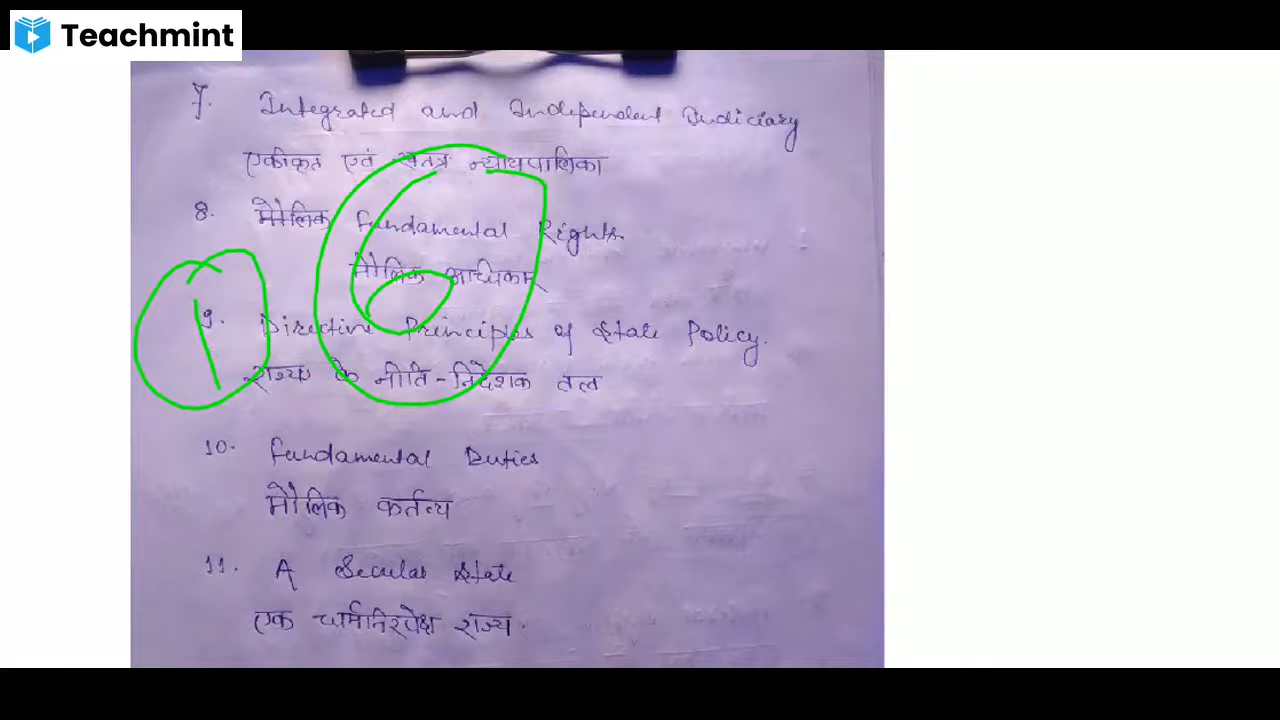 Teachmint
7. Integrated and Independent Judiciary
एकीकृत एवं स्वतंत्र न्यायपालिका
8. मौलिक Fundamental Rights.
मौलिक अधिकार
9. Directive Principles of State Policy.
राज्य के नीति-निदेशक तत्व
10. Fundamental Duties
मौलिक कर्तव्य
11. A Secular State
एक धर्मनिरपेक्ष राज्य.